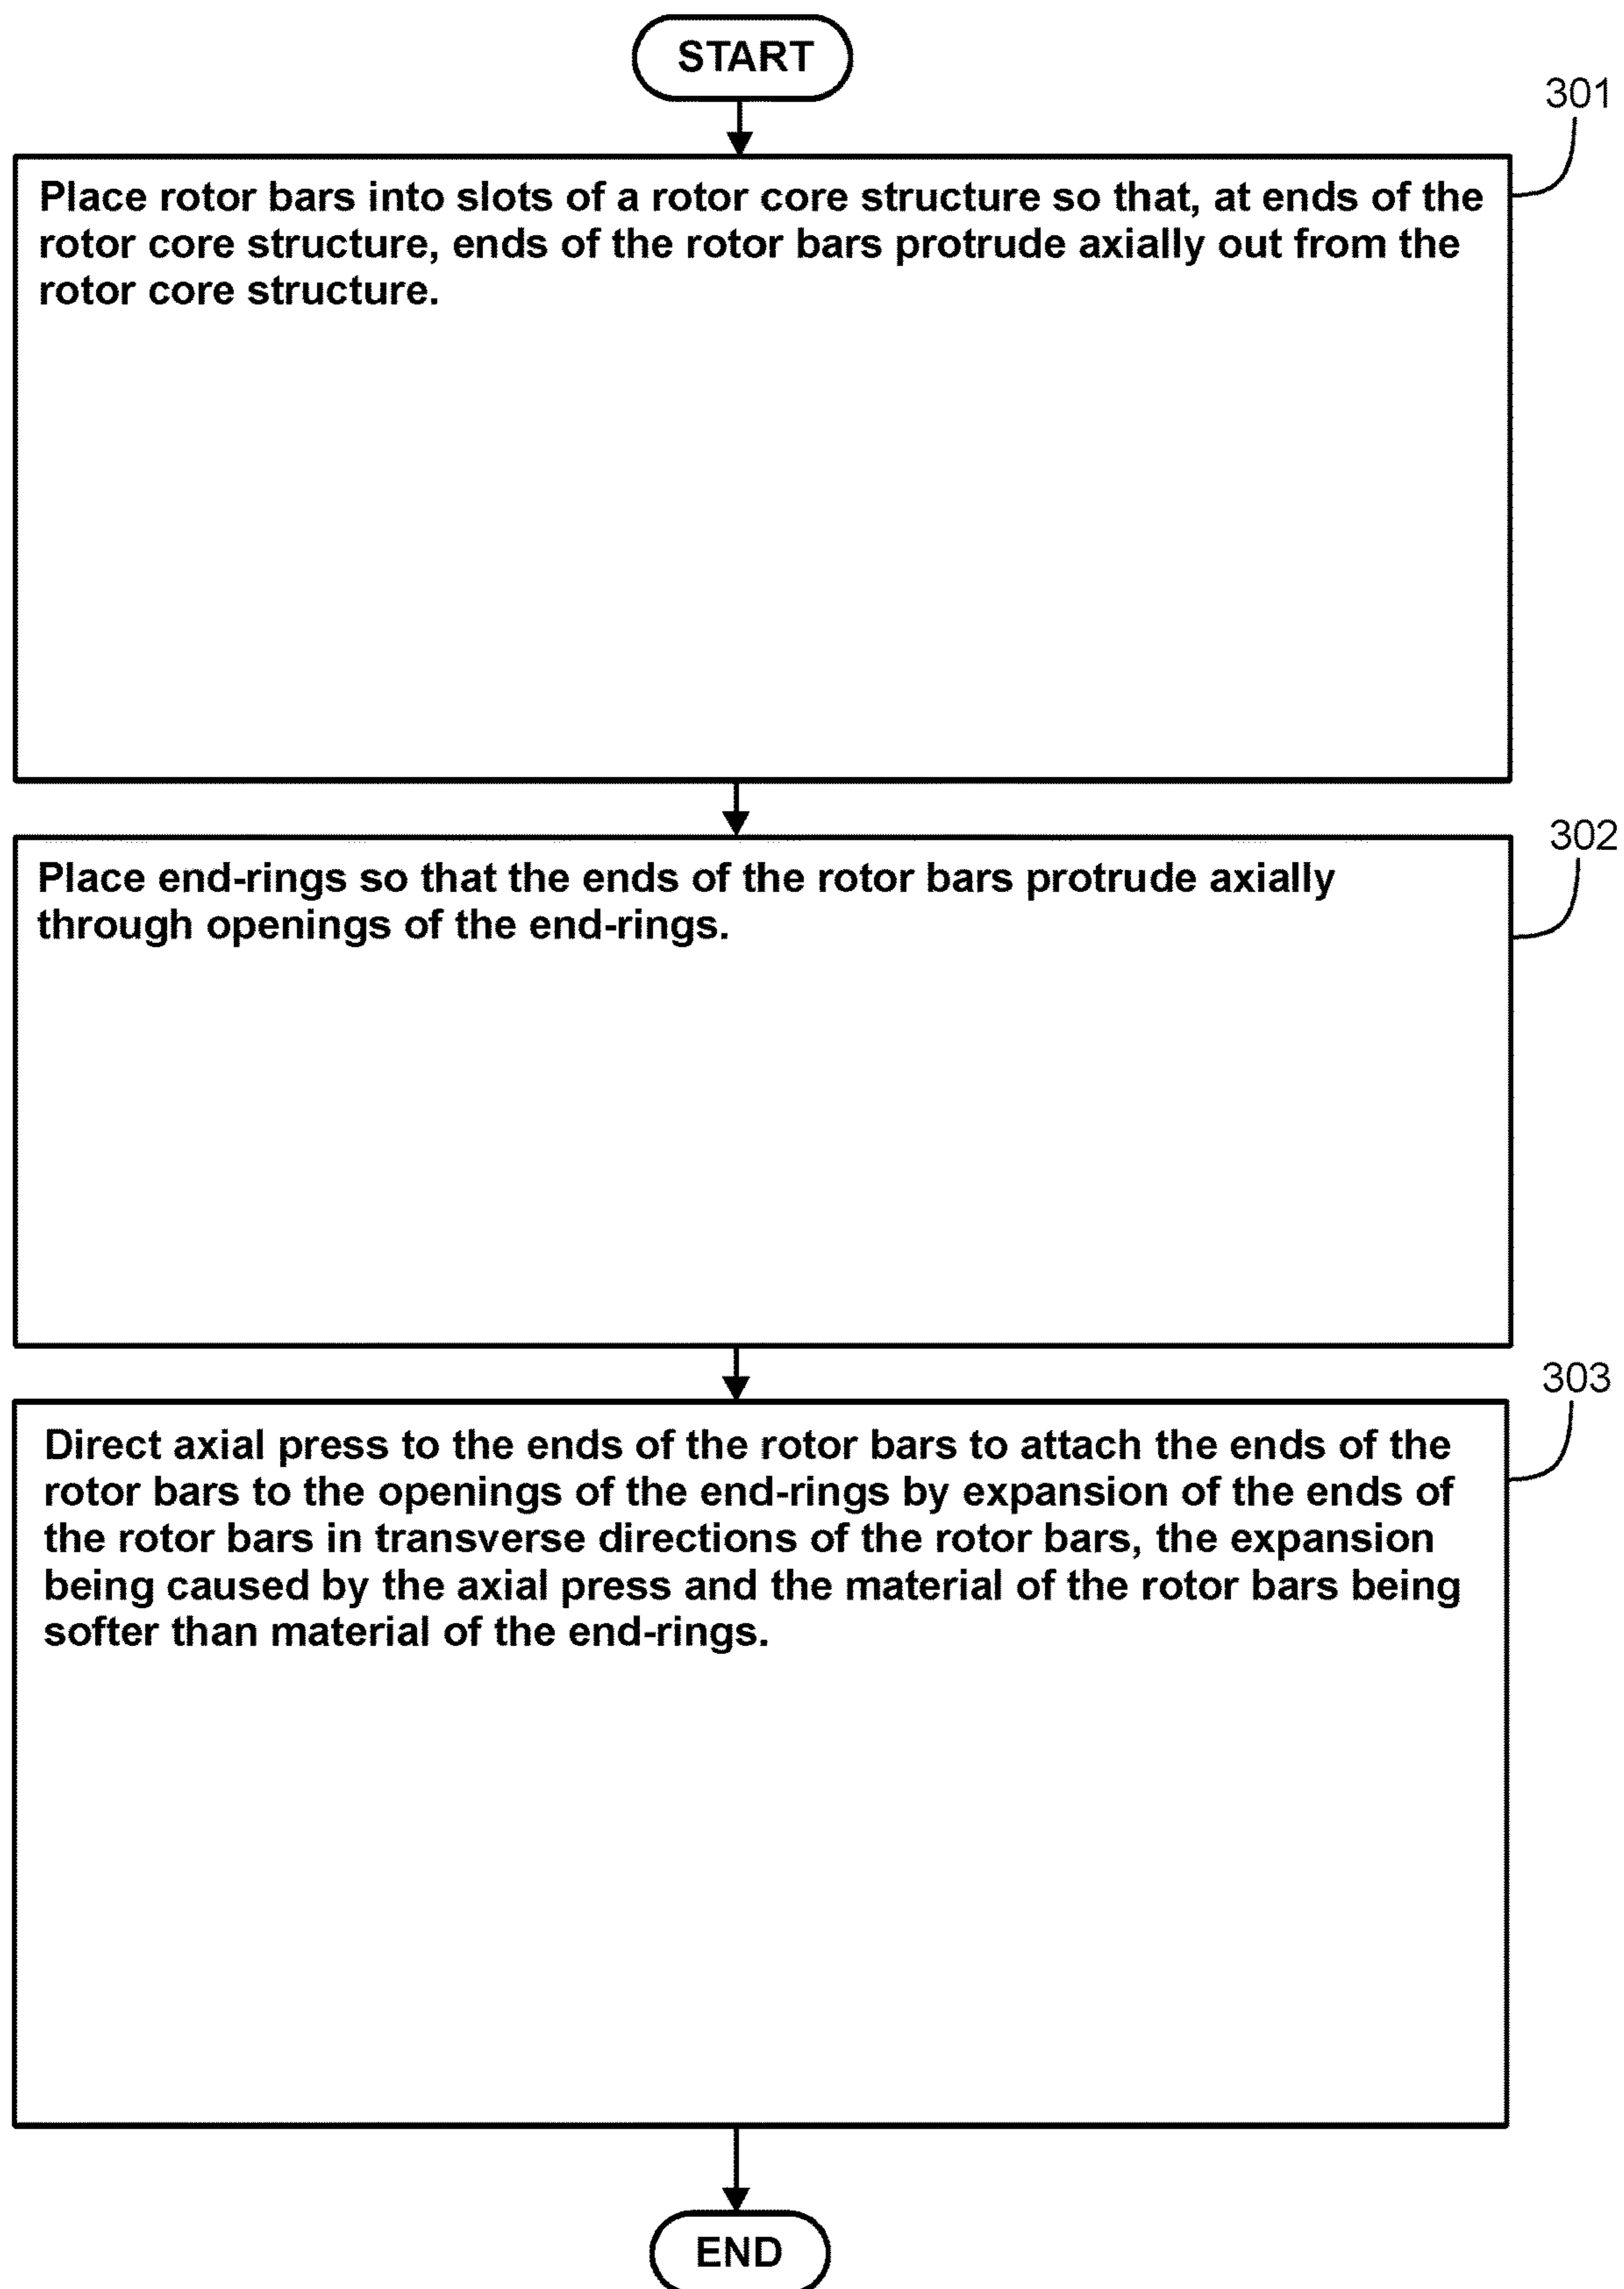 START
301
Place rotor bars into slots of a rotor core structure so that, at ends of the
rotor core structure, ends of the rotor bars protrude axially out from the
rotor core structure.
302
Place end-rings so that the ends of the rotor bars protrude axially
through openings of the end-rings.
303
Direct axial press to the ends of the rotor bars to attach the ends of the
rotor bars to the openings of the end-rings by expansion of the ends of
the rotor bars in transverse directions of the rotor bars, the expansion
being caused by the axial press and the material of the rotor bars being
softer than material of the end-rings.
END